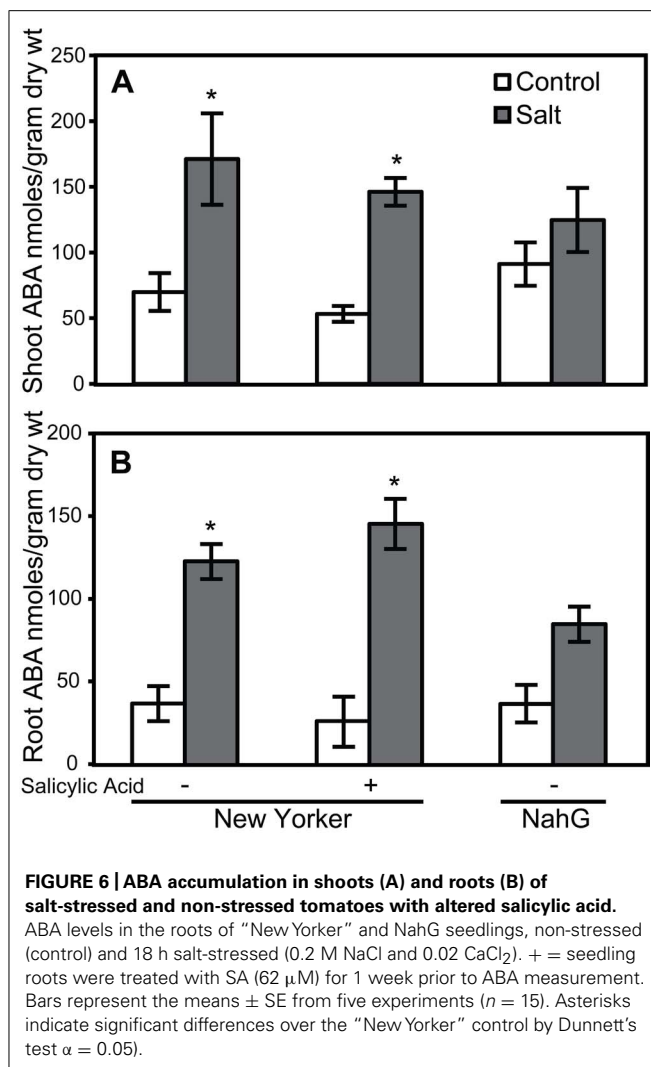 A
Control
Salt
250
200
150
100
50
0
Shoot ABA nmoles/gram dry wt
*
*
B
200
150
100
50
0
Root ABA nmoles/gram dry wt
*
*
Salicylic Acid - + -
New Yorker NahG
FIGURE 6 | ABA accumulation in shoots (A) and roots (B) of
salt-stressed and non-stressed tomatoes with altered salicylic acid.
ABA levels in the roots of “New Yorker” and NahG seedlings, non-stressed
(control) and 18 h salt-stressed (0.2 M NaCl and 0.02 CaCl₂). + = seedling
roots were treated with SA (62 μM) for 1 week prior to ABA measurement.
Bars represent the means ± SE from five experiments (n = 15). Asterisks
indicate significant differences over the “New Yorker” control by Dunnett’s
test α = 0.05).